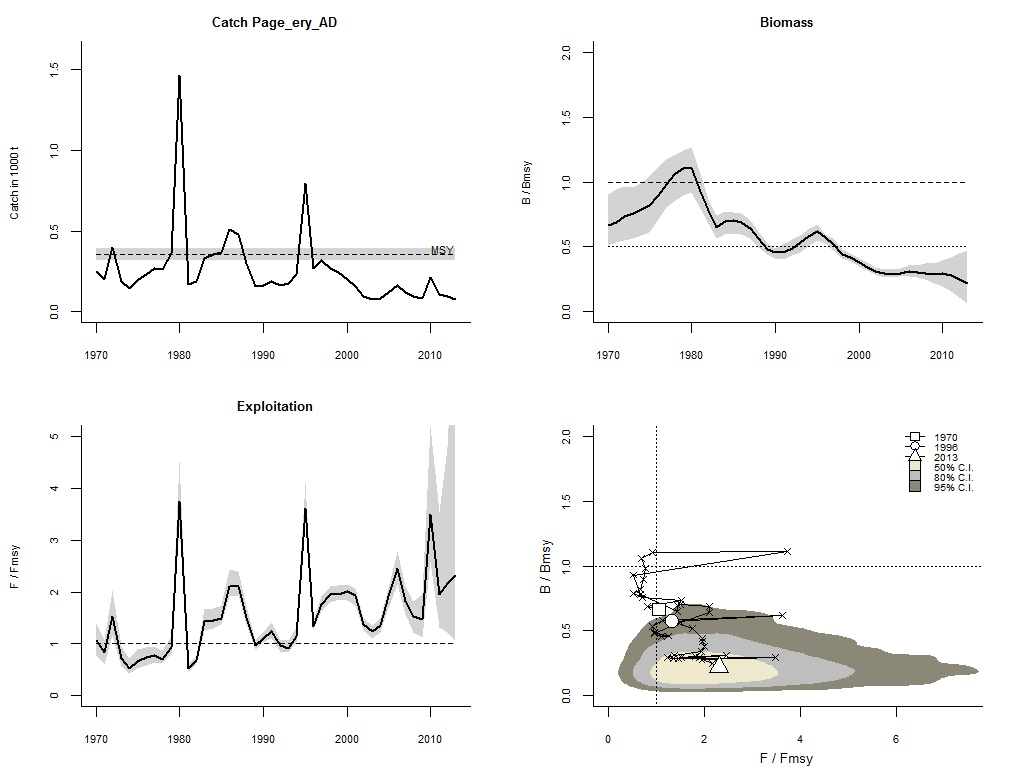 Catch Page_ery_AD
Catch in 1000 t
0.0 0.5 1.0 1.5
MSY
1970 1980 1990 2000 2010
Biomass
B / Bmsy
0.0 0.5 1.0 1.5 2.0
1970 1980 1990 2000 2010
Exploitation
F / Fmsy
0 1 2 3 4 5
1970 1980 1990 2000 2010
B / Bmsy
0.0 0.5 1.0 1.5 2.0
1970
1996
2013
50% C.I.
80% C.I.
95% C.I.
0 2 4 6
F / Fmsy